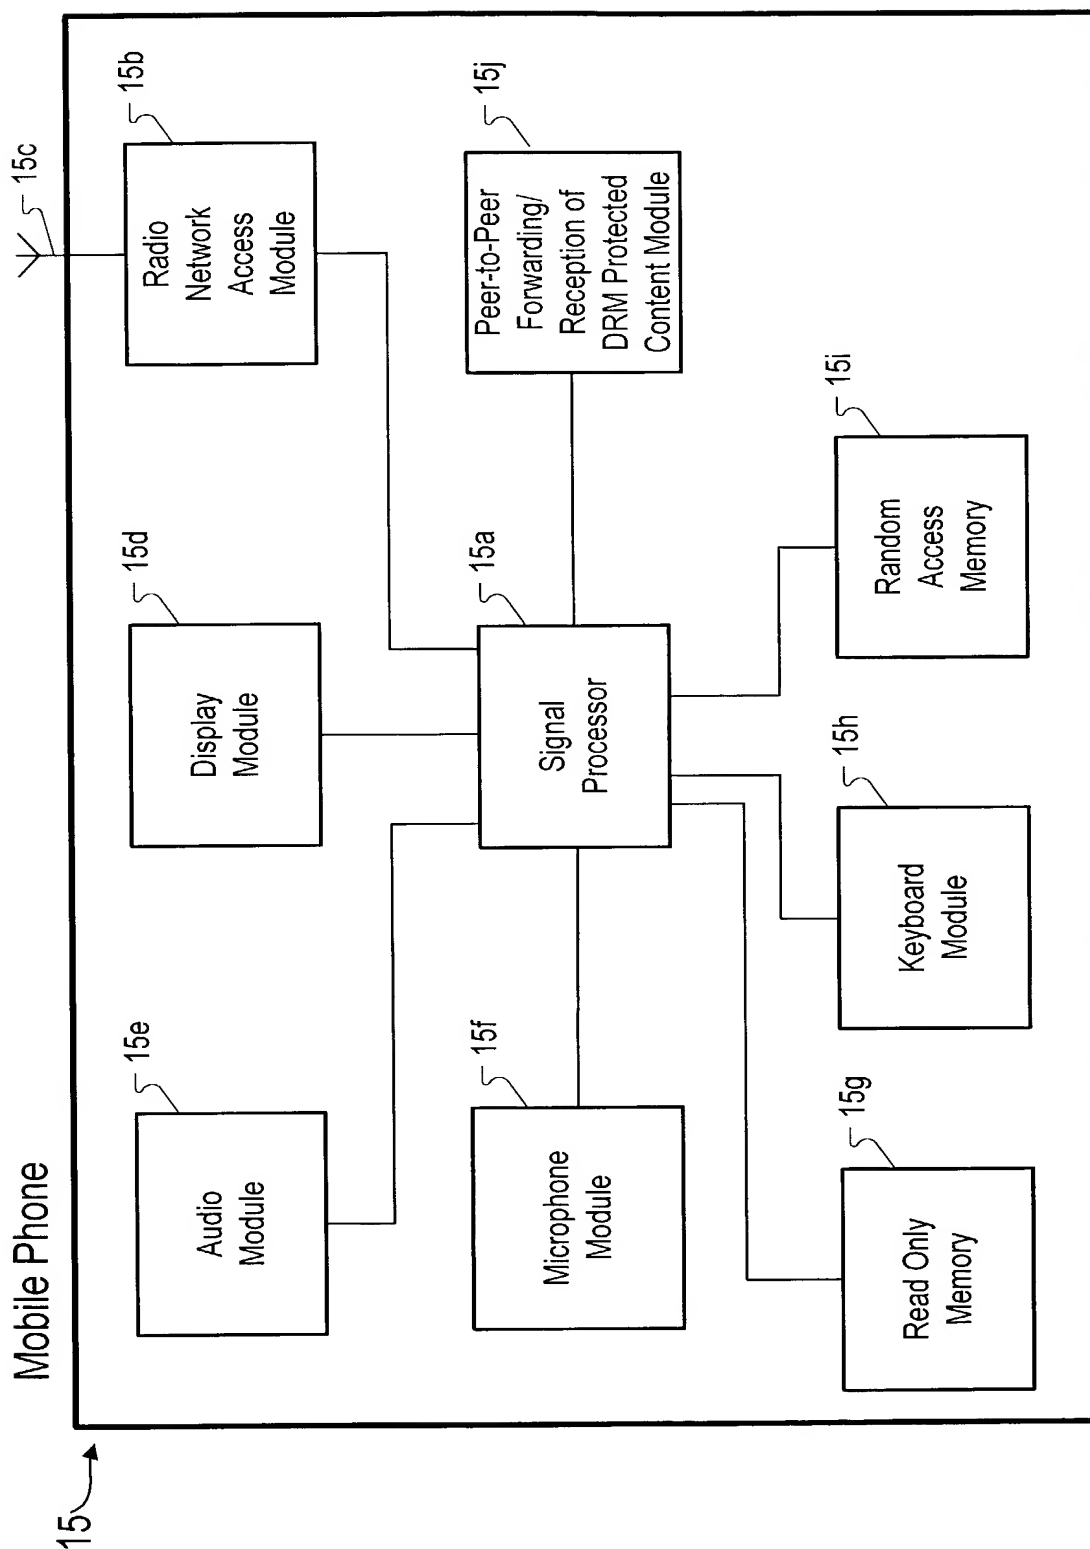 Mobile Phone
15
15c
15e
Audio
Module
15d
Display
Module
15b
Radio
Network
Access
Module
15f
Microphone
Module
15a
Signal
Processor
15j
Peer-to-Peer
Forwarding/
Reception of
DRM Protected
Content Module
15g
Read Only
Memory
15h
Keyboard
Module
15i
Random
Access
Memory